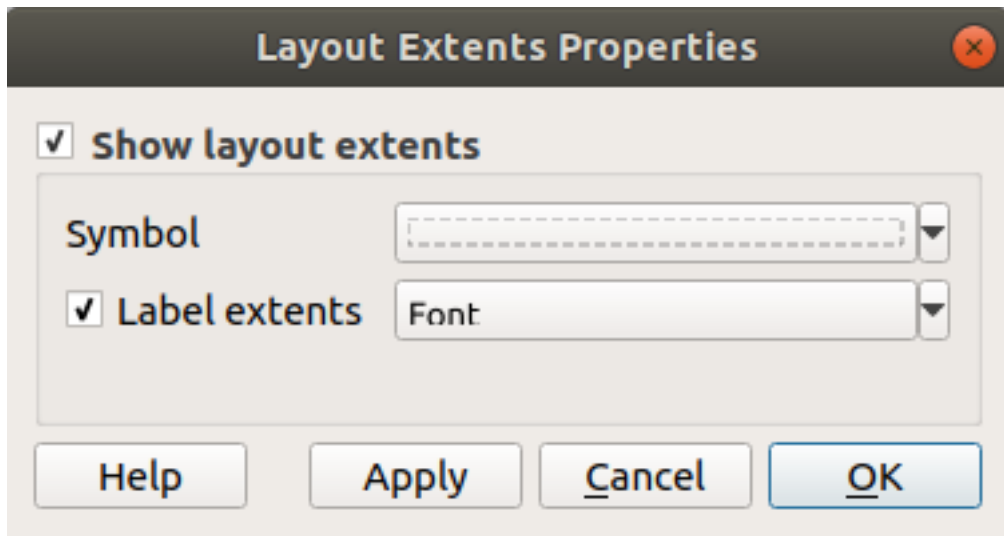 Layout Extents Properties
Show layout extents
Symbol
Label extents Font
Help Apply Cancel OK